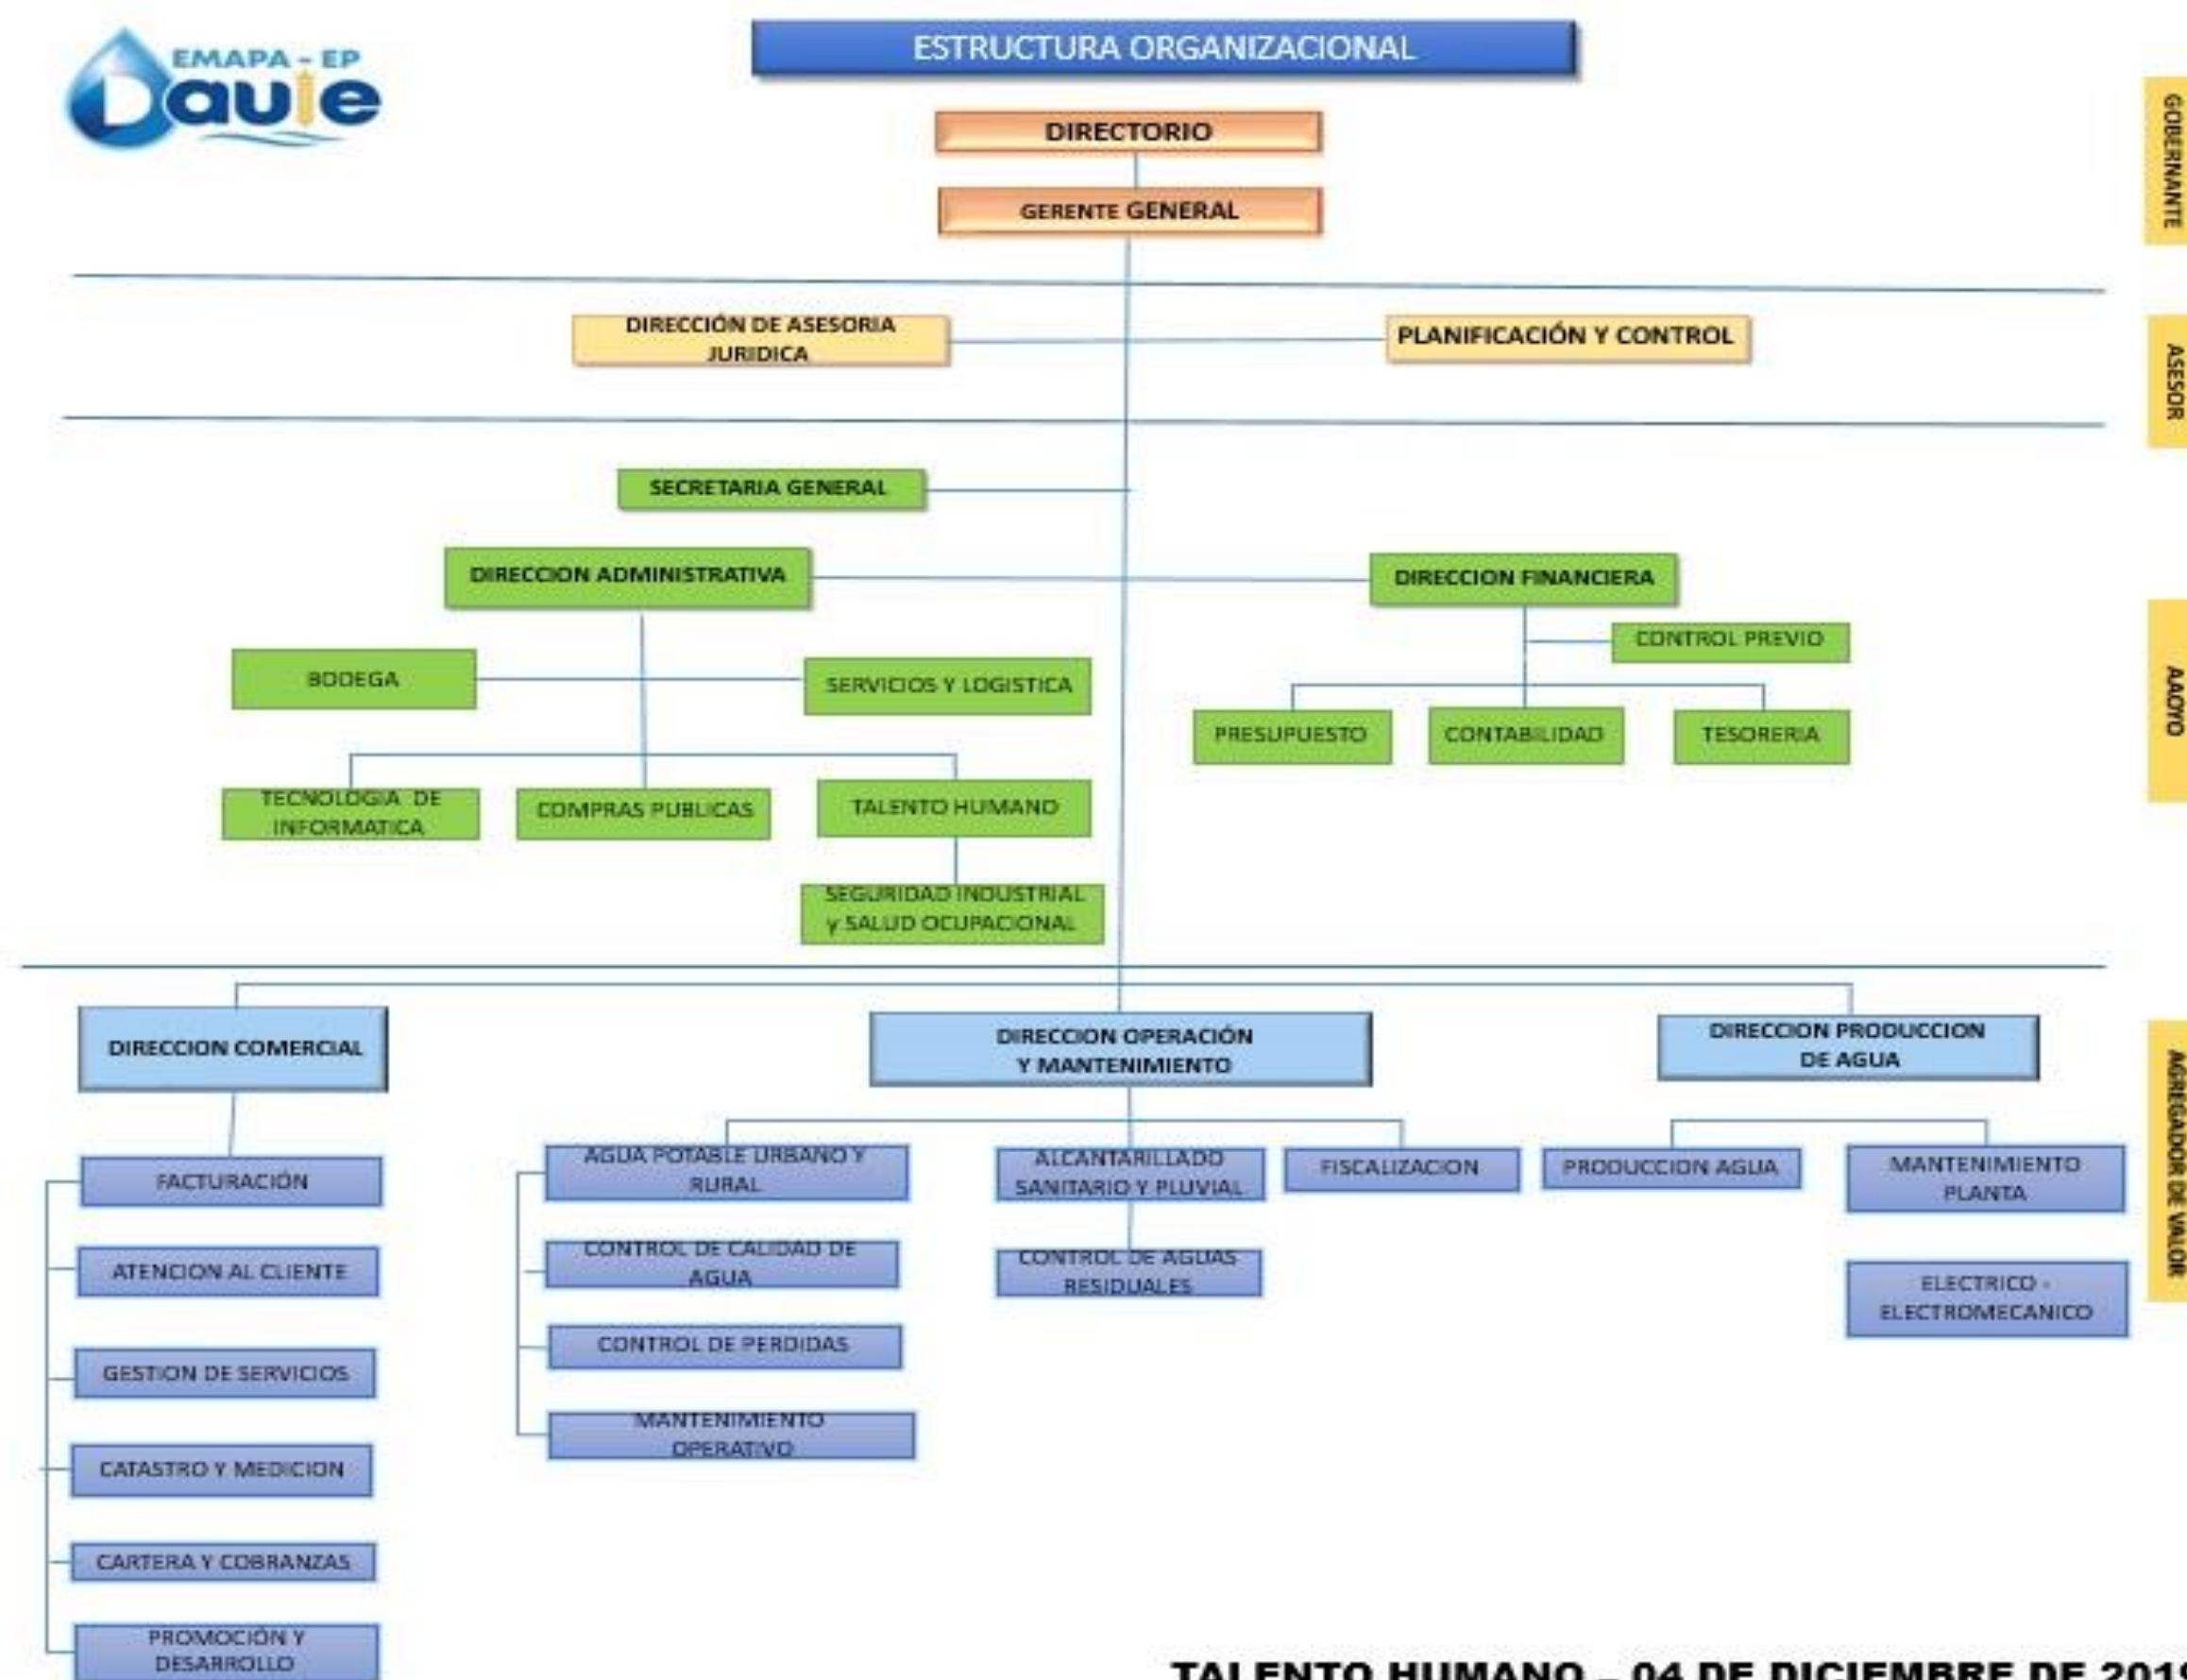 EMAPA - EP
Daule
ESTRUCTURA ORGANIZACIONAL
DIRECTORIO
GERENTE GENERAL
GOBERNANTE
DIRECCIÓN DE ASESORIA
JURIDICA
PLANIFICACIÓN Y CONTROL
ASESOR
SECRETARIA GENERAL
DIRECCION ADMINISTRATIVA
DIRECCION FINANCIERA
CONTROL PREVIO
BODEGA
SERVICIOS Y LOGISTICA
PRESUPUESTO
CONTABILIDAD
TESORERIA
AAOYO
TECNOLOGIA DE
INFORMATICA
COMPRAS PUBLICAS
TALENTO HUMANO
SEGURIDAD INDUSTRIAL
y SALUD OCUPACIONAL
DIRECCION COMERCIAL
DIRECCION OPERACIÓN
Y MANTENIMIENTO
DIRECCION PRODUCCION
DE AGUA
AGREGADOR DE VALOR
FACTURACIÓN
ATENCION AL CLIENTE
GESTION DE SERVICIOS
CATASTRO Y MEDICION
CARTERA Y COBRANZAS
PROMOCIÓN Y
DESARROLLO
AGUA POTABLE URBANO Y
RURAL
CONTROL DE CALIDAD DE
AGUA
CONTROL DE PERDIDAS
MANTENIMIENTO
OPERATIVO
ALCANTARILLADO
SANITARIO Y PLUVIAL
CONTROL DE AGUAS
RESIDUALES
FISCALIZACION
PRODUCCION AGUA
MANTENIMIENTO
PLANTA
ELECTRICO -
ELECTROMECANICO
TALENTO HUMANO - 04 DE DICIEMBRE DE 2019